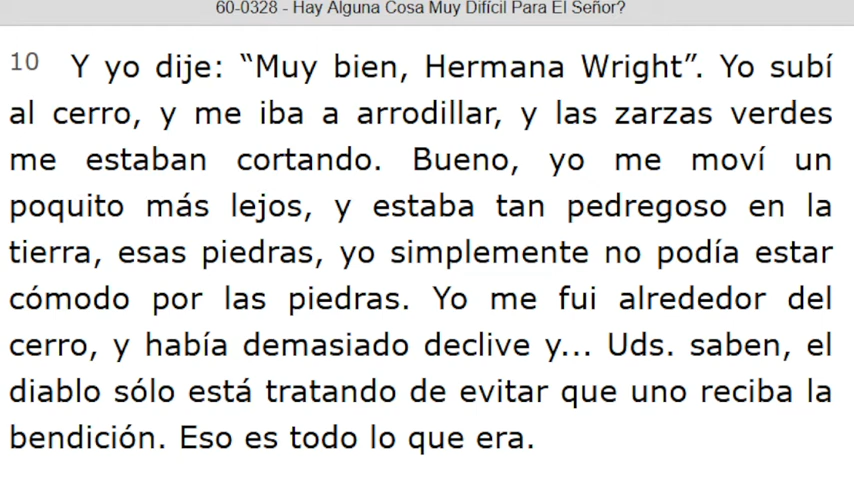 60-0328 - Hay Alguna Cosa Muy Difícil Para El Señor?
10 Y yo dije: “Muy bien, Hermana Wright”. Yo subí
al cerro, y me iba a arrodillar, y las zarzas verdes
me estaban cortando. Bueno, yo me moví un
poquito más lejos, y estaba tan pedregoso en la
tierra, esas piedras, yo simplemente no podía estar
cómodo por las piedras. Yo me fui alrededor del
cerro, y había demasiado declive y... Uds. saben, el
diablo sólo está tratando de evitar que uno reciba la
bendición. Eso es todo lo que era.